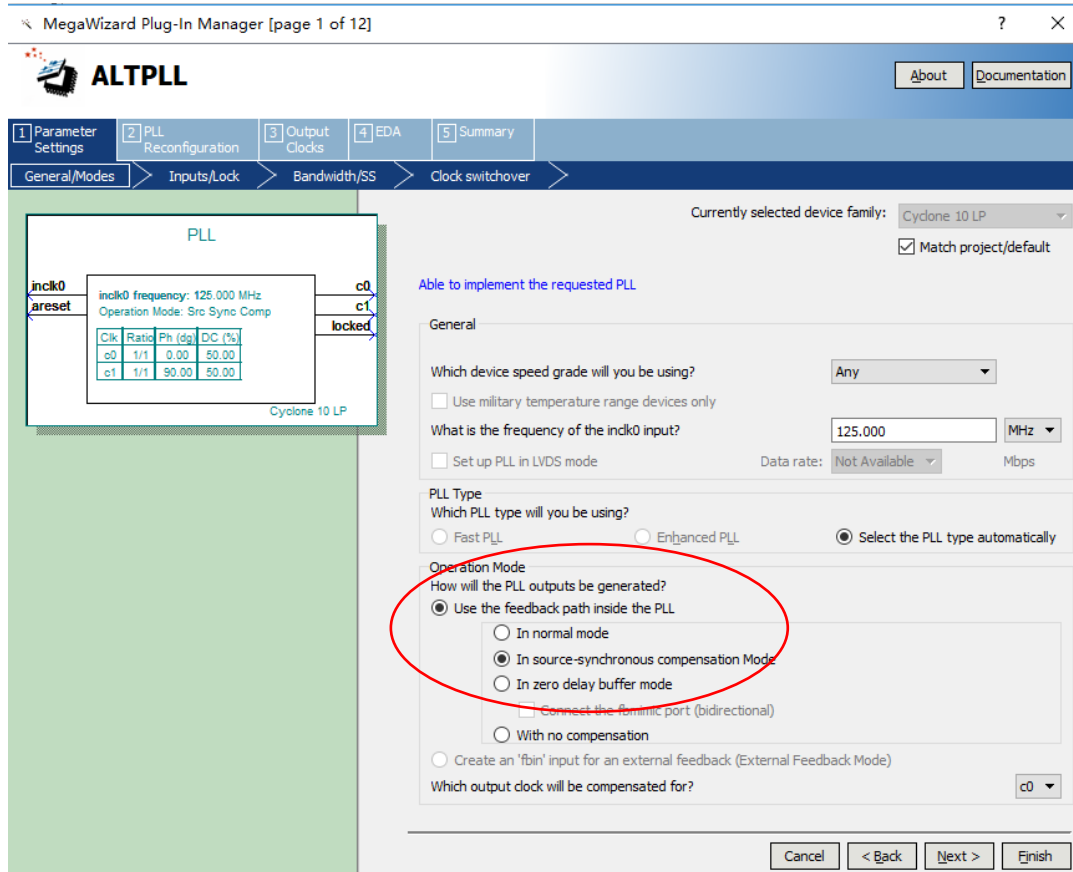 MegaWizard Plug-In Manager [page 1 of 12]
? ×
ALTPLL
About Documentation
1 Parameter Settings
2 PLL Reconfiguration
3 Output Clocks
4 EDA
5 Summary
General/Modes Inputs/Lock Bandwidth/SS Clock switchover
PLL
inclk0
areset
inclk0 frequency: 125.000 MHz
Operation Mode: Src Sync Comp
Clk Ratio Ph (dg) DC (%)
c0 1/1 0.00 50.00
c1 1/1 90.00 50.00
c0
c1
locked
Cyclone 10 LP
Currently selected device family: Cyclone 10 LP
Match project/default
Able to implement the requested PLL
General
Which device speed grade will you be using? Any
Use military temperature range devices only
What is the frequency of the inclk0 input? 125.000 MHz
Set up PLL in LVDS mode Data rate: Not Available Mbps
PLL Type
Which PLL type will you be using?
Fast PLL Enhanced PLL Select the PLL type automatically
Operation Mode
How will the PLL outputs be generated?
Use the feedback path inside the PLL
In normal mode
In source-synchronous compensation Mode
In zero delay buffer mode
Connect the fbmimic port (bidirectional)
With no compensation
Create an 'fbin' input for an external feedback (External Feedback Mode)
Which output clock will be compensated for? c0
Cancel < Back Next > Finish